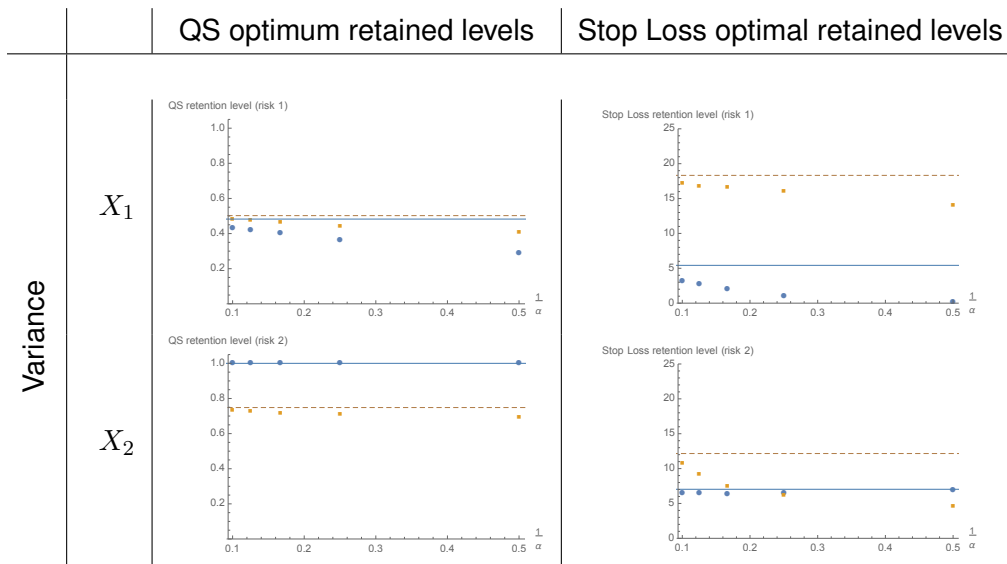 QS optimum retained levels
Stop Loss optimal retained levels
Variance
X₁
QS retention level (risk 1)
1.0
0.8
0.6
0.4
0.2
0.1 0.2 0.3 0.4 0.5
1/α
Stop Loss retention level (risk 1)
25
20
15
10
5
0
0.1 0.2 0.3 0.4 0.5
1/α
X₂
QS retention level (risk 2)
1.0
0.8
0.6
0.4
0.2
0.1 0.2 0.3 0.4 0.5
1/α
Stop Loss retention level (risk 2)
25
20
15
10
5
0
0.1 0.2 0.3 0.4 0.5
1/α